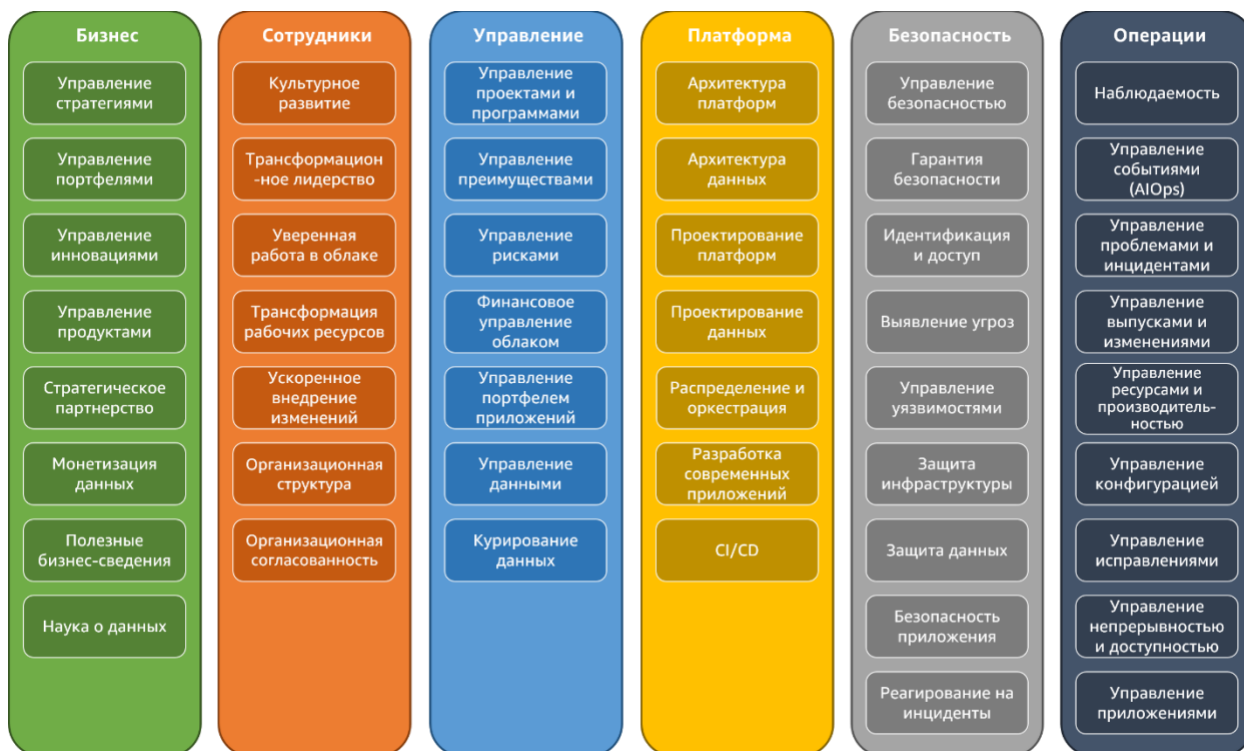 Бизнес
Управление
стратегиями
Управление
портфелями
Управление
инновациями
Управление
продуктами
Стратегическое
партнерство
Монетизация
данных
Полезные
бизнес-сведения
Наука о данных
Сотрудники
Культурное
развитие
Трансформацион
-ное лидерство
Уверенная
работа в облаке
Трансформация
рабочих ресурсов
Ускоренное
внедрение
изменений
Организационная
структура
Организационная
согласованность
Управление
Управление
проектами и
программами
Управление
преимуществами
Управление
рисками
Финансовое
управление
облаком
Управление
портфелем
приложений
Управление
данными
Курирование
данных
Платформа
Архитектура
платформ
Архитектура
данных
Проектирование
платформ
Проектирование
данных
Распределение и
оркестрация
Разработка
современных
приложений
CI/CD
Безопасность
Управление
безопасностью
Гарантия
безопасности
Идентификация
и доступ
Выявление угроз
Управление
уязвимостями
Защита
инфраструктуры
Защита данных
Безопасность
приложения
Реагирование на
инциденты
Операции
Наблюдаемость
Управление
событиями
(AIOps)
Управление
проблемами и
инцидентами
Управление
выпусками и
изменениями
Управление
ресурсами и
производитель-
ностью
Управление
конфигурацией
Управление
исправлениями
Управление
непрерывностью
и доступностью
Управление
приложениями